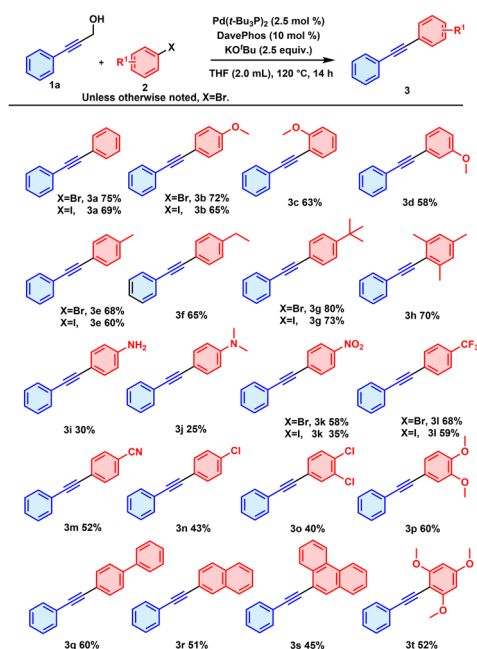 OH
Pd(t-Bu3P)2 (2.5 mol %)
DavePhos (10 mol %)
KOtBu (2.5 equiv.)
THF (2.0 mL), 120 °C, 14 h
1a
+
R1
X
2
R1
3
Unless otherwise noted, X=Br.
O
O
O
X=Br, 3a 75%
X=I, 3a 69%
X=Br, 3b 72%
X=I, 3b 65%
3c 63%
3d 58%
X=Br, 3e 68%
X=I, 3e 60%
3f 65%
X=Br, 3g 80%
X=I, 3g 73%
3h 70%
NH2
N
NO2
CF3
3i 30%
3j 25%
X=Br, 3k 58%
X=I, 3k 35%
X=Br, 3l 68%
X=I, 3l 59%
CN
Cl
Cl
Cl
O
O
3m 52%
3n 43%
3o 40%
3p 60%
O
O
O
3q 60%
3r 51%
3s 45%
3t 52%